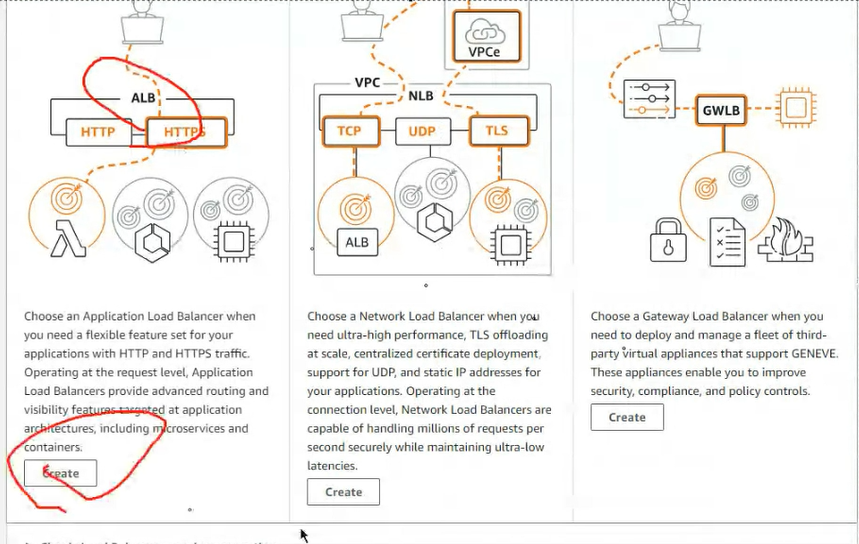 ALB
HTTP
HTTPS
VPCe
VPC
NLB
TCP
UDP
TLS
ALB
GWLB
Choose an Application Load Balancer when
you need a flexible feature set for your
applications with HTTP and HTTPS traffic.
Operating at the request level, Application
Load Balancers provide advanced routing and
visibility features targeted at application
architectures, including microservices and
containers.
Create
Choose a Network Load Balancer when you
need ultra-high performance, TLS offloading
at scale, centralized certificate deployment,
support for UDP, and static IP addresses for
your applications. Operating at the
connection level, Network Load Balancers are
capable of handling millions of requests per
second securely while maintaining ultra-low
latencies.
Create
Choose a Gateway Load Balancer when you
need to deploy and manage a fleet of third-
party virtual appliances that support GENEVE.
These appliances enable you to improve
security, compliance, and policy controls.
Create